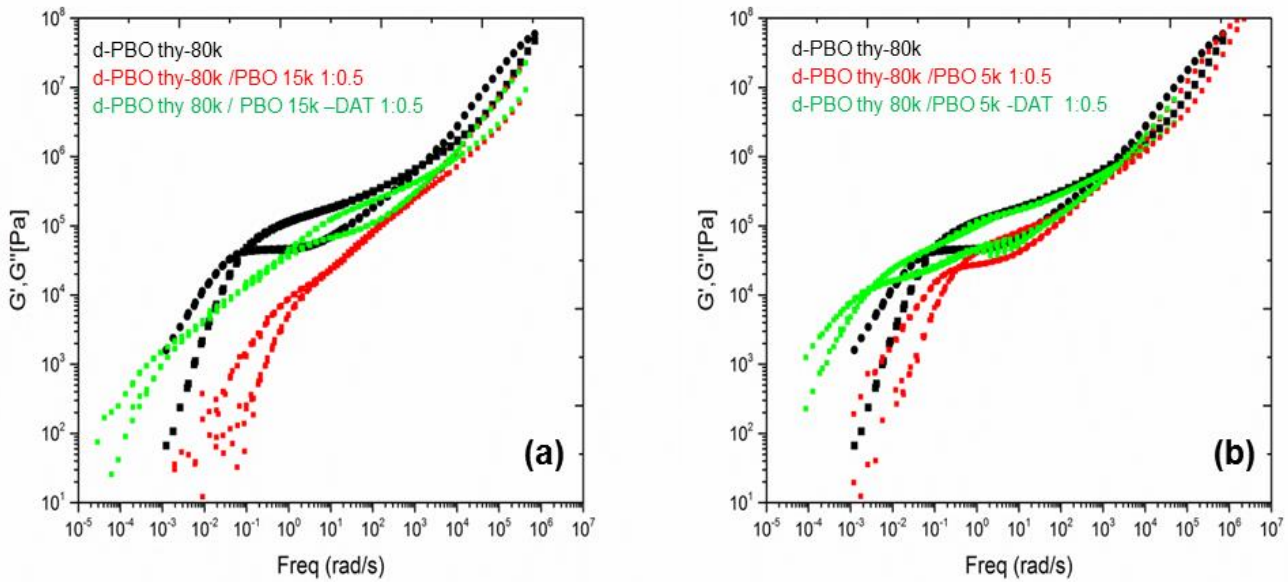 d-PBO thy-80k
d-PBO thy-80k /PBO 15k 1:0.5
d-PBO thy 80k / PBO 15k –DAT 1:0.5
10⁸
10⁷
10⁶
10⁵
10⁴
10³
10²
10¹
G',G''[Pa]
(a)
10⁻⁵ 10⁻⁴ 10⁻³ 10⁻² 10⁻¹ 10⁰ 10¹ 10² 10³ 10⁴ 10⁵ 10⁶ 10⁷
Freq (rad/s)
d-PBO thy-80k
d-PBO thy-80k /PBO 5k 1:0.5
d-PBO thy 80k /PBO 5k -DAT 1:0.5
10⁸
10⁷
10⁶
10⁵
10⁴
10³
10²
10¹
G',G''[Pa]
(b)
10⁻⁵ 10⁻⁴ 10⁻³ 10⁻² 10⁻¹ 10⁰ 10¹ 10² 10³ 10⁴ 10⁵ 10⁶ 10⁷
Freq (rad/s)